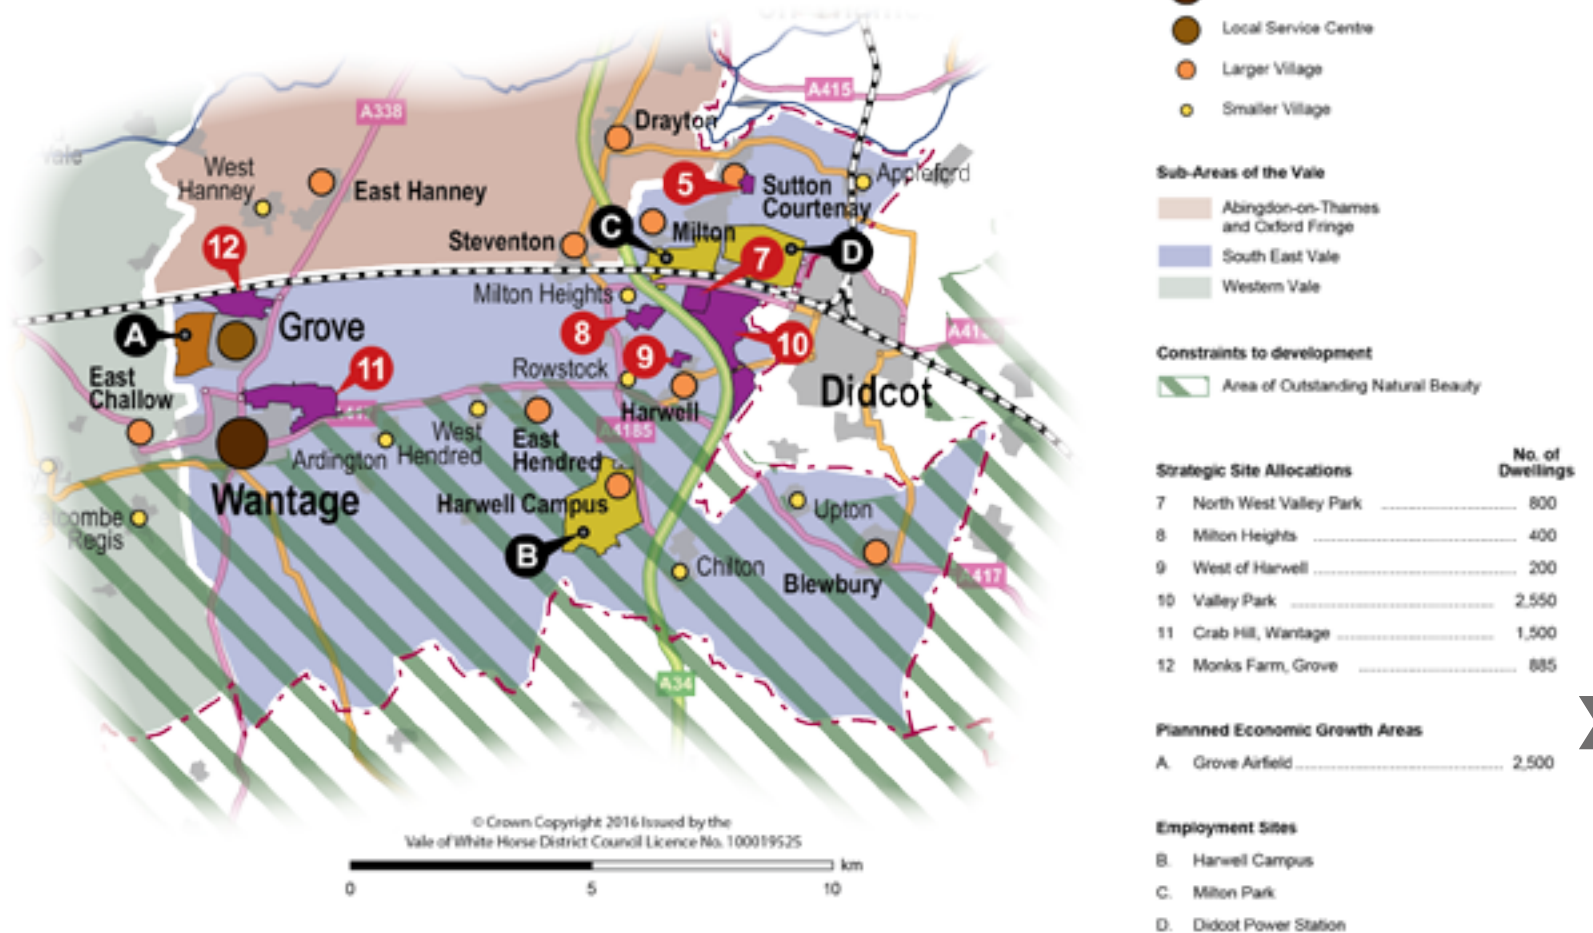 A415
A338
Drayton
West
Hanney
East Hanney
Appleford
5
Sutton
Courtenay
C
Milton
12
Steventon
7
D
Milton Heights
A
Grove
8
10
9
11
Rowstock
East
Challow
Didcot
Harwell
A4185
West
Hendred
East
Hendred
Ardington
Wantage
Harwell Campus
Upton
Regis
B
Chilton
Blewbury
A417
A34
© Crown Copyright 2016 Issued by the
Vale of White Horse District Council Licence No. 100019525
km
0 5 10
Local Service Centre
Larger Village
Smaller Village
Sub-Areas of the Vale
Abingdon-on-Thames
and Oxford Fringe
South East Vale
Western Vale
Constraints to development
Area of Outstanding Natural Beauty
Strategic Site Allocations
No. of
Dwellings
7 North West Valley Park 800
8 Milton Heights 400
9 West of Harwell 200
10 Valley Park 2,550
11 Crab Hill, Wantage 1,500
12 Monks Farm, Grove 885
Plannned Economic Growth Areas
A. Grove Airfield 2,500
Employment Sites
B. Harwell Campus
C. Milton Park
D. Didcot Power Station